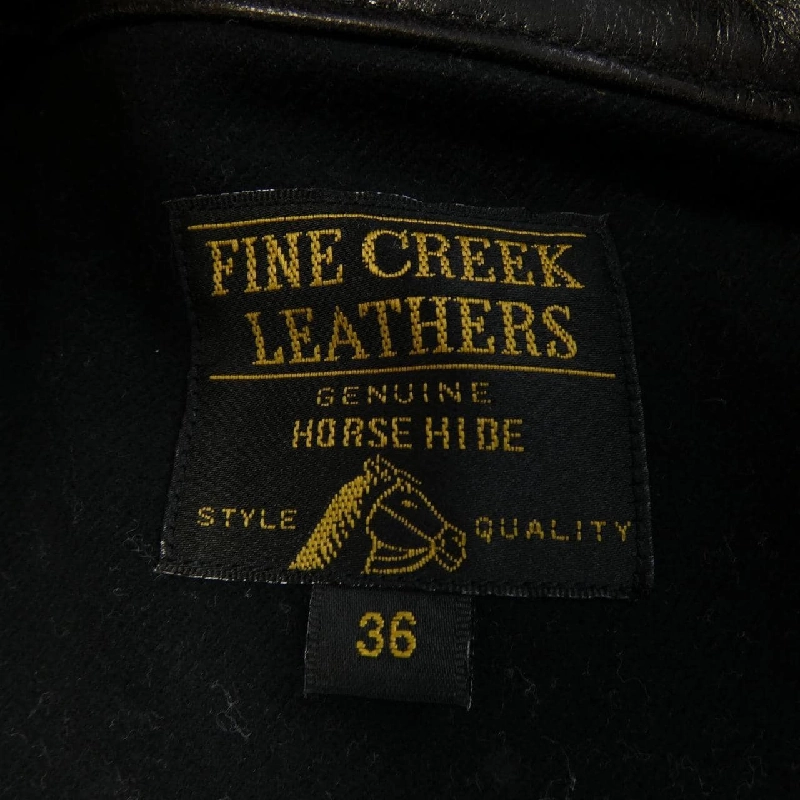 FINE CREEK
LEATHERS
GENUINE
HORSE HIDE
STYLE QUALITY
36